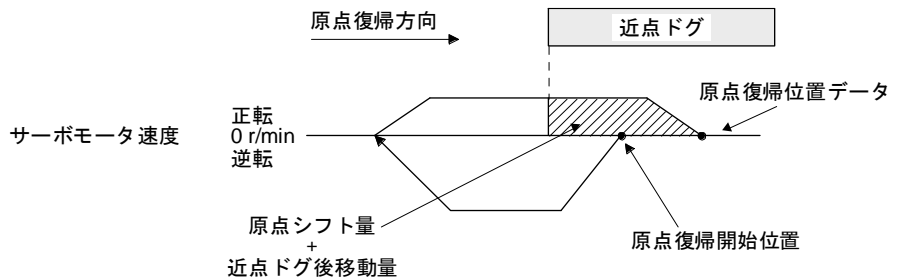 原点復帰方向
近点ドグ
原点復帰位置データ
サーボモータ速度
正転
0 r/min
逆転
原点シフト量
+
近点ドグ後移動量
原点復帰開始位置